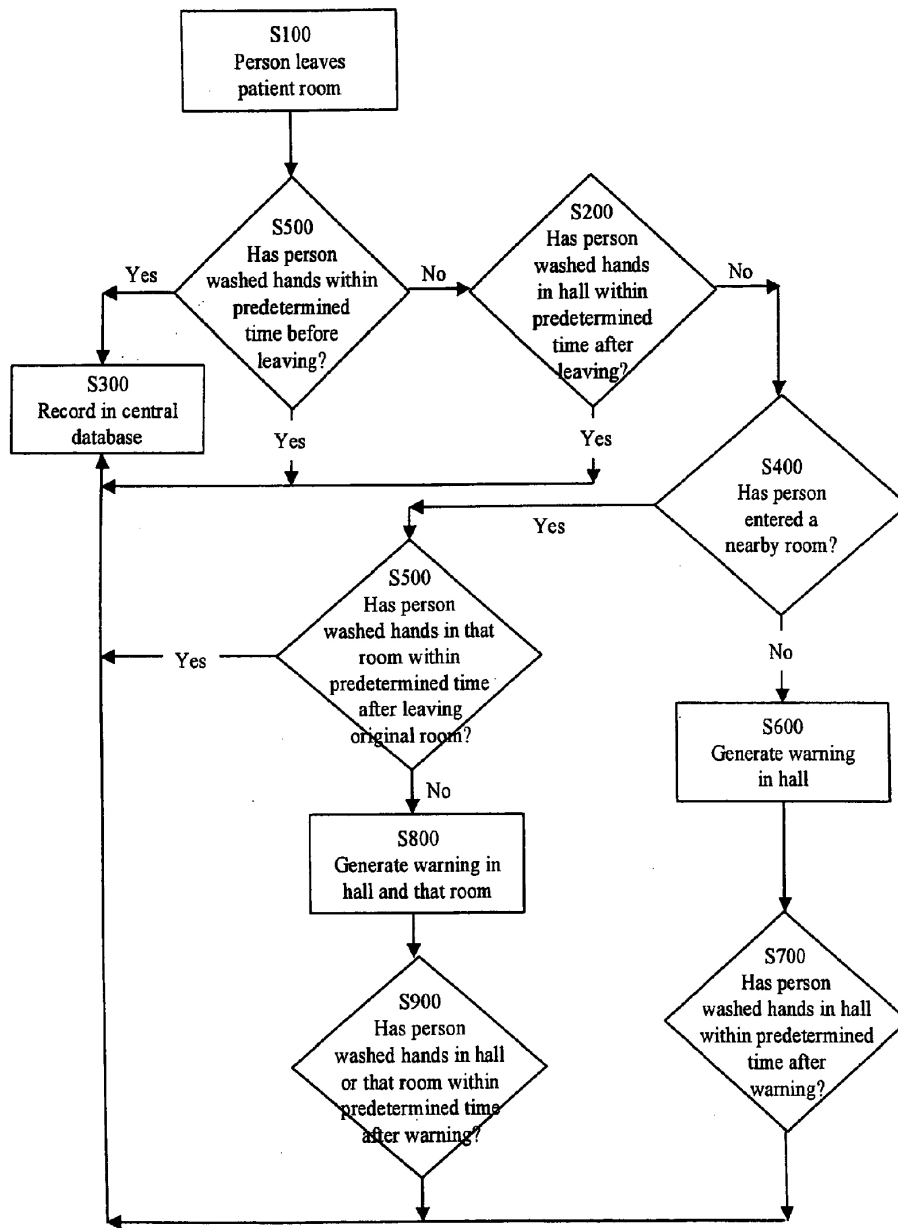 S100
Person leaves
patient room
S500
Has person
washed hands within
predetermined
time before
leaving?
Yes
No
S200
Has person
washed hands
in hall within
predetermined
time after
leaving?
No
S300
Record in central
database
Yes
Yes
S400
Has person
entered a
nearby room?
Yes
S500
Has person
washed hands in that
room within
predetermined time
after leaving
original room?
Yes
No
No
S600
Generate warning
in hall
S800
Generate warning in
hall and that room
S700
Has person
washed hands in hall
within predetermined
time after
warning?
S900
Has person
washed hands in hall
or that room within
predetermined time
after warning?